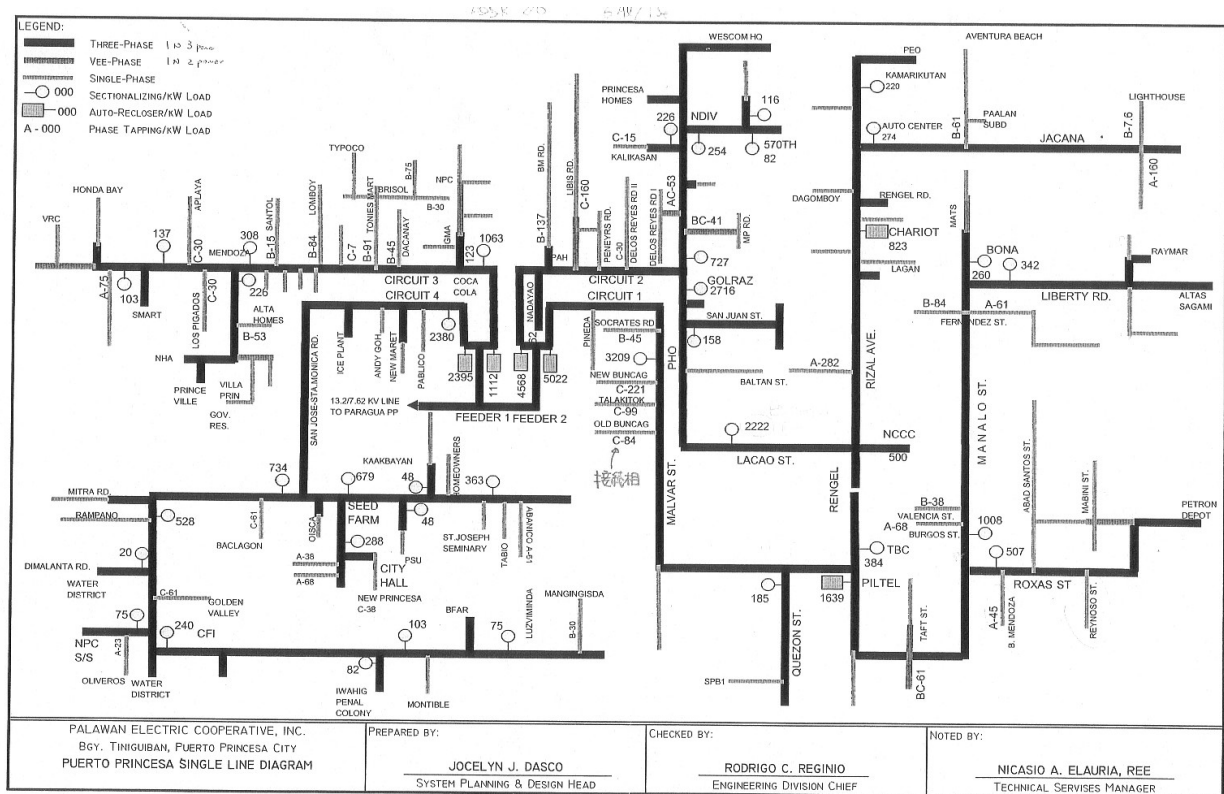 LEGEND:
THREE-PHASE
VEE-PHASE
SINGLE-PHASE
000 SECTIONALIZING/KW LOAD
000 AUTO-RECLOSER/KW LOAD
A - 000 PHASE TAPPING/KW LOAD
WESCOM HQ
PRINCESA HOMES
226
116
NDIV
C-15
KALIKASAN
254
570TH
82
PEO
KAMARIKUTAN
220
AUTO CENTER
274
AVENTURA BEACH
B-61
PAALAN SUBD
LIGHTHOUSE
B-7.6
JACANA
A-160
VRC
HONDA BAY
B-15
137
C-30
APLAYA
MENDOZA
308
B-15
SANTOL
B-84
LOMBOY
C-7
TYPOCO
B-91
TONIES MART
BRISOL
B-75
B-30
B-45
DACANAY
NPC
GMA
123
1063
COCA COLA
B-137
BM RD.
PAH
LIBIS RD.
C-160
PENEYRS RD.
C-30
DELOS REYES RD II
DELOS REYES RD I
AC-53
BC-41
MP RD.
727
GOLRAZ
2716
SAN JUAN ST.
158
BALTAN ST.
DAGOMBOY
RENGEL RD.
CHARIOT
823
LAGAN
MATS
BONA
260
342
RAYMAR
LIBERTY RD.
ALTAS SAGAMI
B-84
A-61
FERNANDEZ ST.
A-282
RIZAL AVE.
MANALO ST.
A-75
103
SMART
LOS PIGADOS
C-30
226
ALTA HOMES
B-53
NHA
PRINCE VILLE
VILLA PRIN
GOV. RES.
CIRCUIT 3
CIRCUIT 4
CIRCUIT 2
CIRCUIT 1
NADAYAO
62
SAN JOSE-STA.MONICA RD.
ICE PLANT
ANDY GOH
NEW MARET
PABLICO
2380
2395
1112
4568
5022
PINEDA
SOCRATES RD
B-45
3209
NEW BUNCAG
C-221
TALAKITOK
C-99
OLD BUNCAG
C-84
接続相
PHO
13.2/7.62 KV LINE
TO PARAGUA PP
FEEDER 1
FEEDER 2
2222
LACAO ST.
NCCC
500
MALVAR ST.
RENGEL
KAAKBAYAN
48
HOMEOWNERS
363
734
679
SEED FARM
48
MITRA RD.
RAMPANO
528
C-61
BACLAGON
OISCA
288
PSU
ST.JOSEPH SEMINARY
TABIO
ABANICO A-61
20
DIMALANTA RD.
WATER DISTRICT
A-38
A-68
CITY HALL
NEW PRINCESA
C-38
C-61
GOLDEN VALLEY
75
240
CFI
NPC S/S
A-23
OLIVEROS
WATER DISTRICT
103
BFAR
75
LUZVIMINDA
MANGINGISDA
B-30
82
IWAHIG PENAL COLONY
MONTIBLE
B-38
VALENCIA ST.
A-68
BURGOS ST.
1008
507
ABAD SANTOS ST.
MABINI ST.
PETRON DEPOT
TBC
384
PILTEL
1639
185
QUEZON ST.
SPB1
TAFT ST.
BC-61
ROXAS ST
A-45
B. MENDOZA
REYNOSO ST.
PALAWAN ELECTRIC COOPERATIVE, INC.
BGY. TINIGUIBAN, PUERTO PRINCESA CITY
PUERTO PRINCESA SINGLE LINE DIAGRAM
PREPARED BY:
JOCELYN J. DASCO
SYSTEM PLANNING & DESIGN HEAD
CHECKED BY:
RODRIGO C. REGINIO
ENGINEERING DIVISION CHIEF
NOTED BY:
NICASIO A. ELAURIA, REE
TECHNICAL SERVISES MANAGER